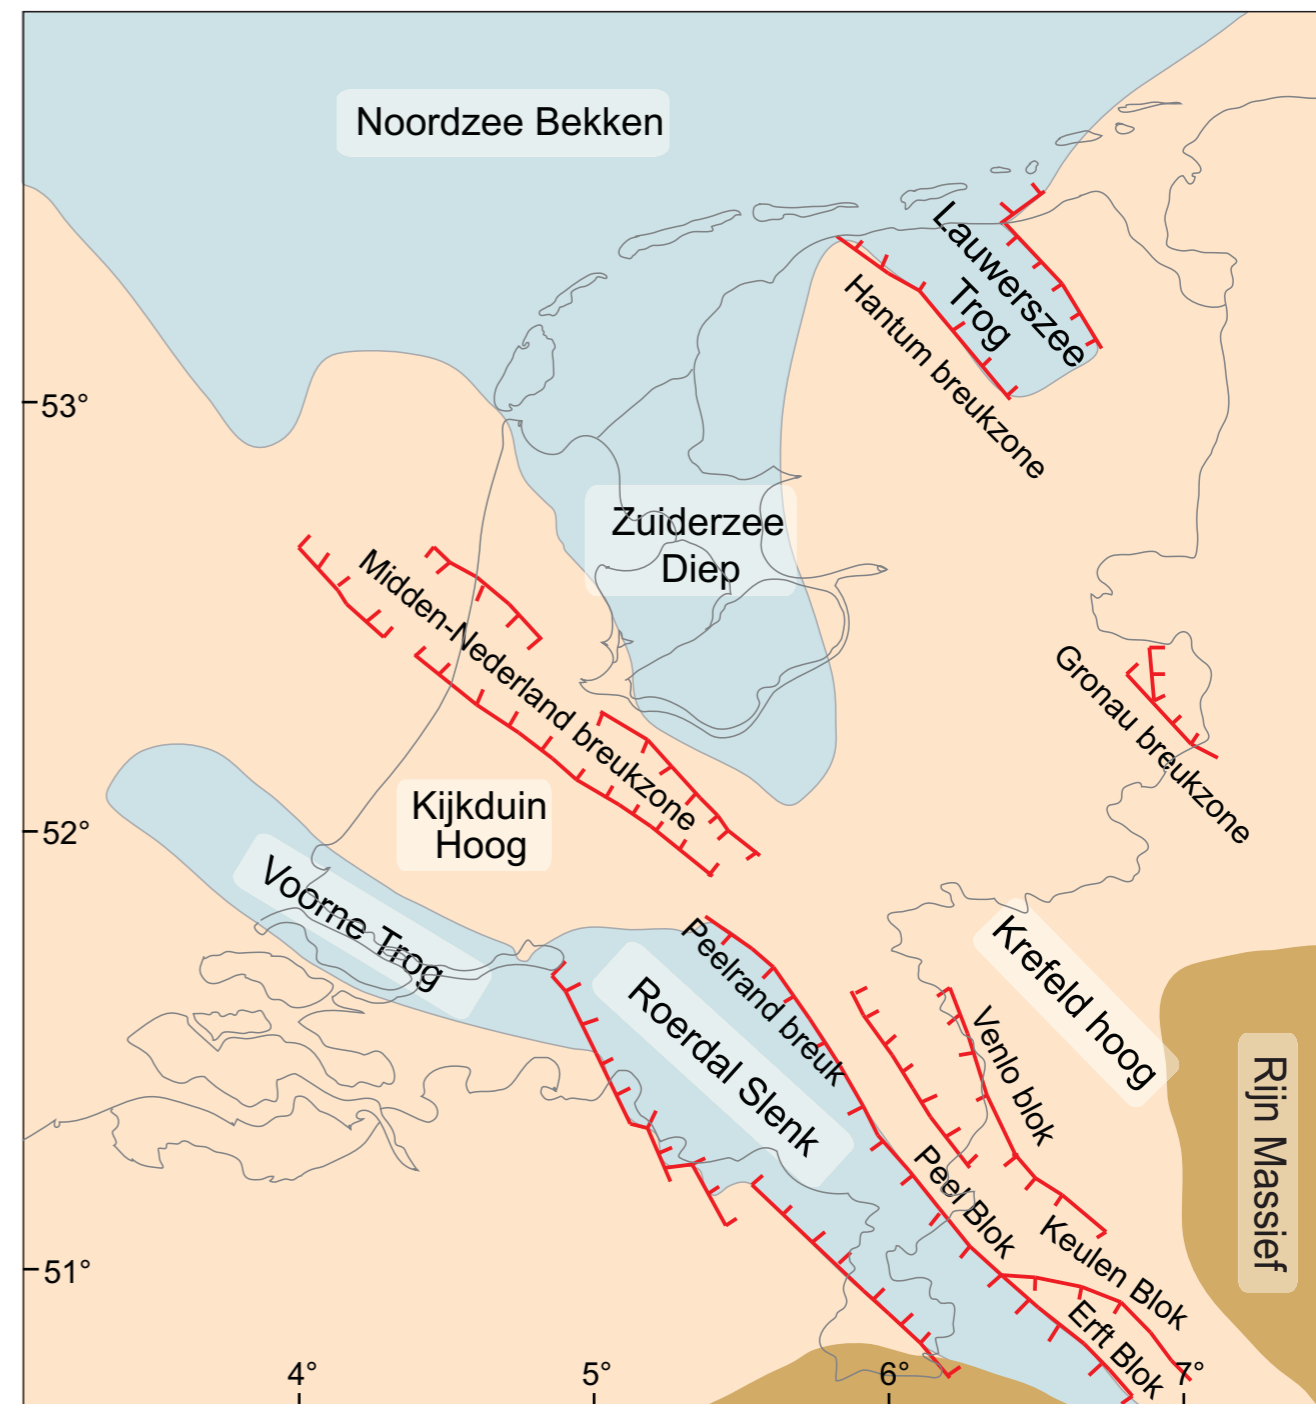 Noordzee Bekken
Lauwerszee
Trog
Hantum breukzone
53°
Zuiderzee
Diep
Midden-Nederland breukzone
Gronau breukzone
52°
Kijkduin
Hoog
Voorne Trog
Peelrand breuk
Roerdal Slenk
Krefeld hoog
Venlo blok
Rijn Massief
Peel Blok
Keulen Blok
51°
Erft Blok
4°
5°
6°
7°